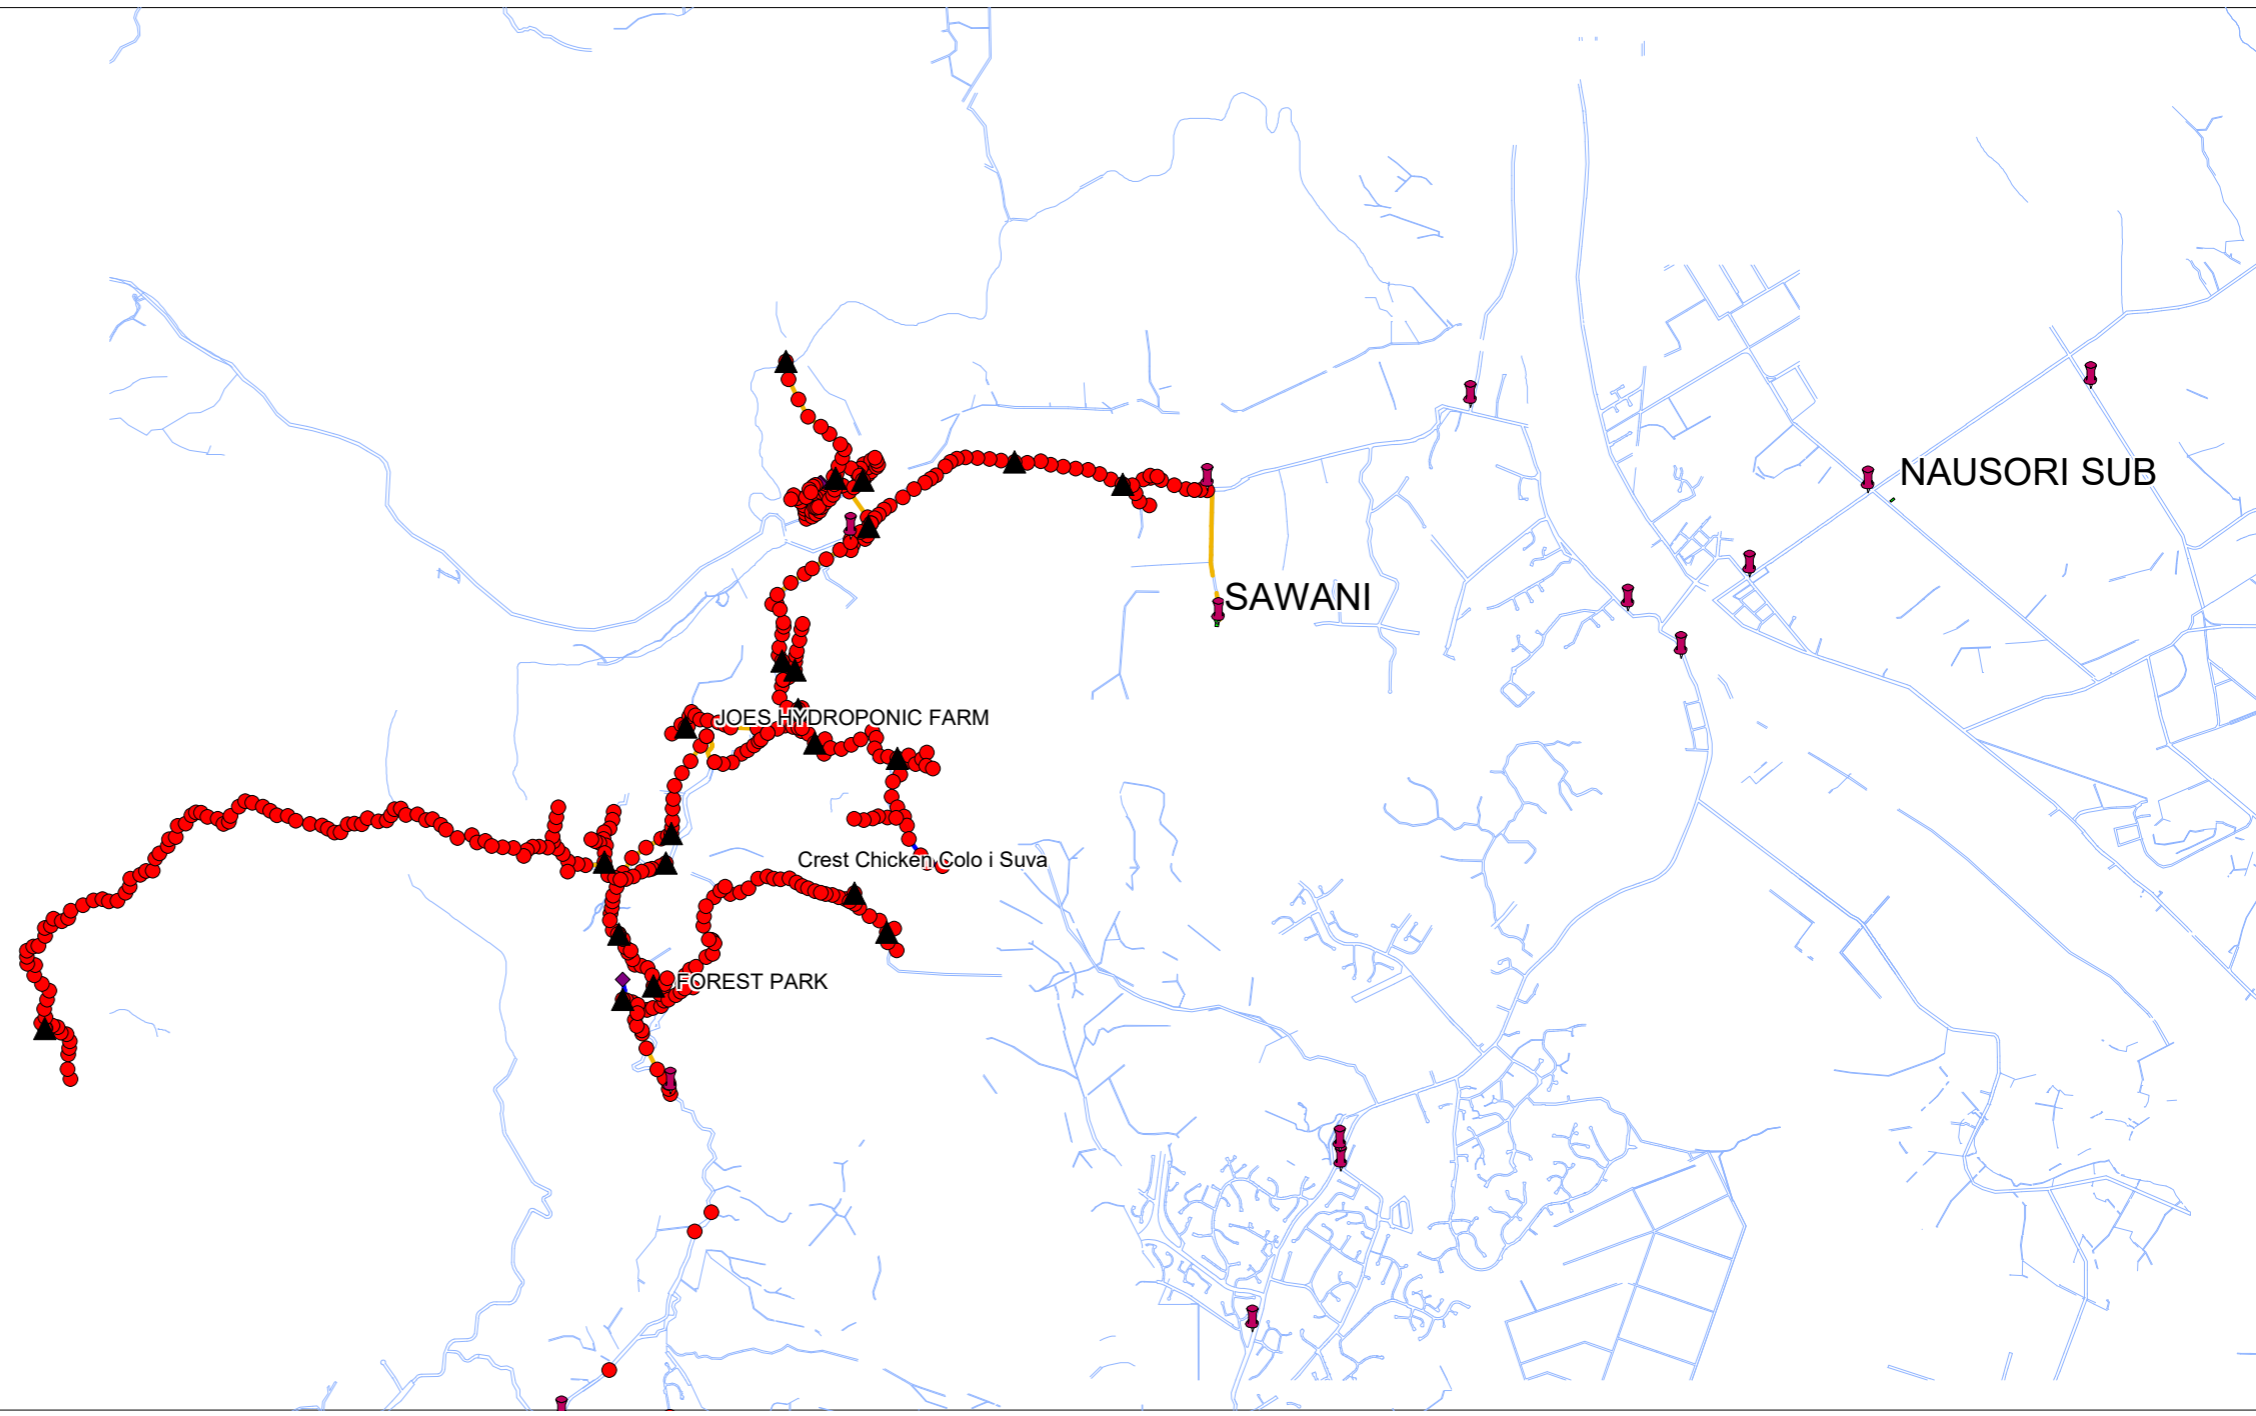 NAUSORI SUB
SAWANI
JOES HYDROPONIC FARM
Crest Chicken Colo i Suva
FOREST PARK